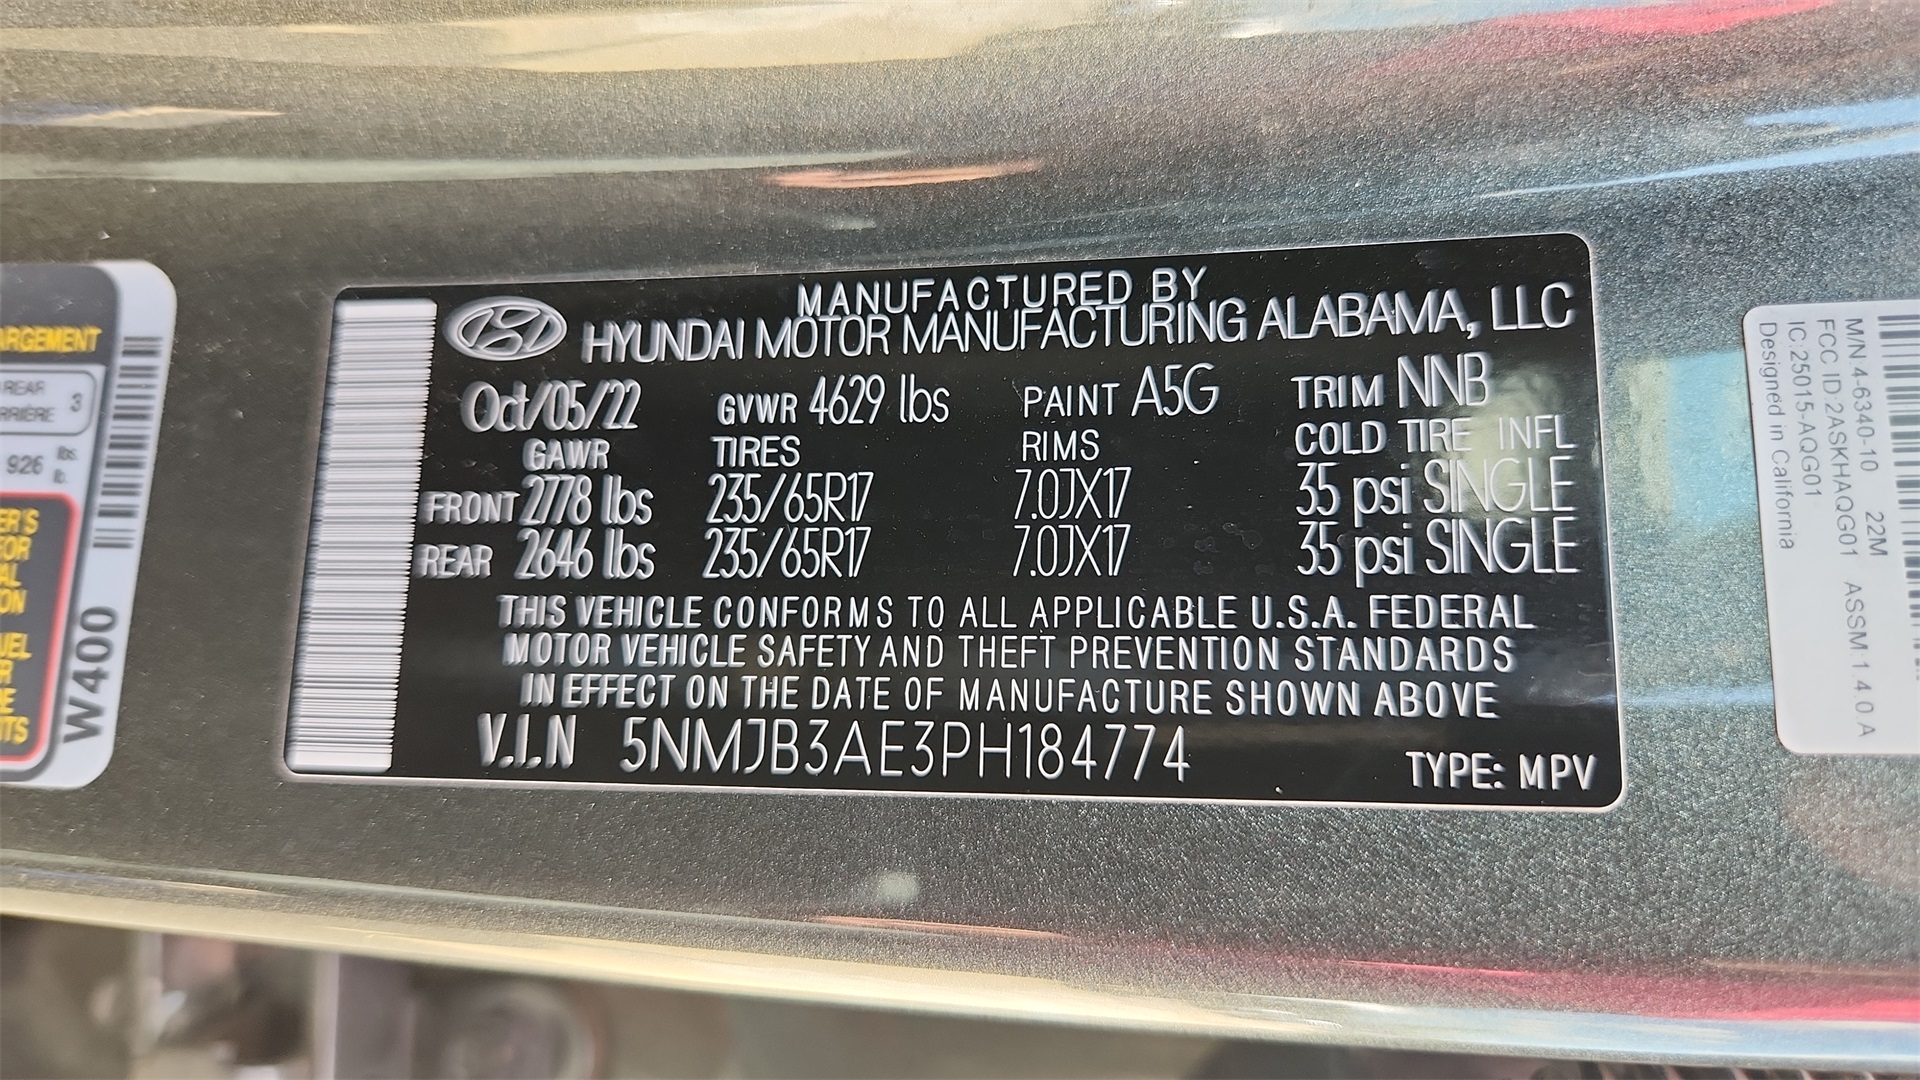 ARGEMENT
REAR
3
926
lbs
W400
MANUFACTURED BY
HYUNDAI MOTOR MANUFACTURING ALABAMA, LLC
Oct/05/22 GVWR 4629 lbs PAINT A5G TRIM NNB
GAWR TIRES RIMS COLD TIRE INFL
FRONT 2778 lbs 235/65R17 7.0JX17 35 psi SINGLE
REAR 2646 lbs 235/65R17 7.0JX17 35 psi SINGLE
THIS VEHICLE CONFORMS TO ALL APPLICABLE U.S.A. FEDERAL
MOTOR VEHICLE SAFETY AND THEFT PREVENTION STANDARDS
IN EFFECT ON THE DATE OF MANUFACTURE SHOWN ABOVE
V.I.N 5NMJB3AE3PH184774
TYPE: MPV
M/N 4-6340-10 22M
FCC ID:2ASKHAQG01 ASSM 1.4.0.A
IC:25015-AQG01
Designed in California